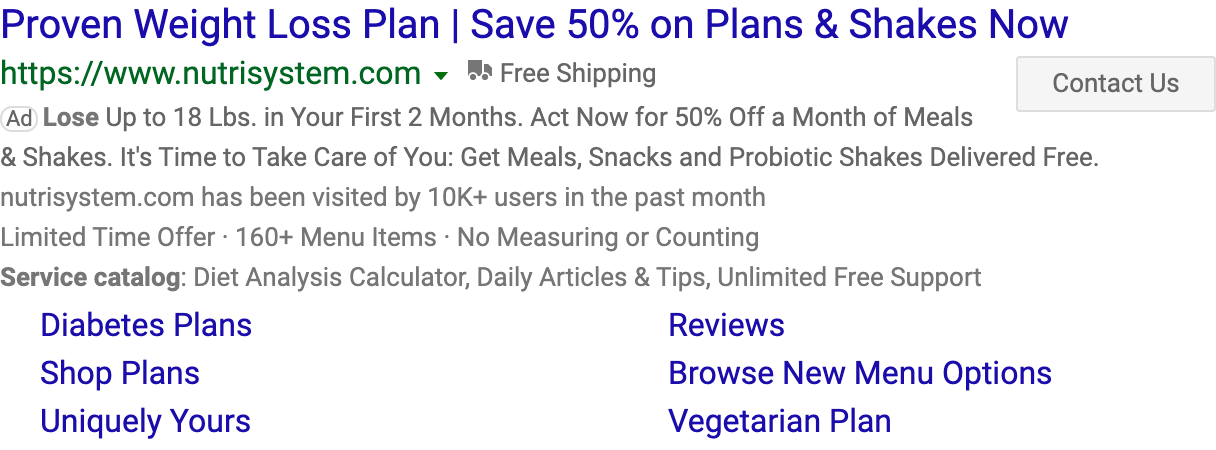 Proven Weight Loss Plan | Save 50% on Plans & Shakes Now
https://www.nutrisystem.com Free Shipping
Contact Us
Ad Lose Up to 18 Lbs. in Your First 2 Months. Act Now for 50% Off a Month of Meals
& Shakes. It's Time to Take Care of You: Get Meals, Snacks and Probiotic Shakes Delivered Free.
nutrisystem.com has been visited by 10K+ users in the past month
Limited Time Offer · 160+ Menu Items · No Measuring or Counting
Service catalog: Diet Analysis Calculator, Daily Articles & Tips, Unlimited Free Support
Diabetes Plans
Reviews
Shop Plans
Browse New Menu Options
Uniquely Yours
Vegetarian Plan